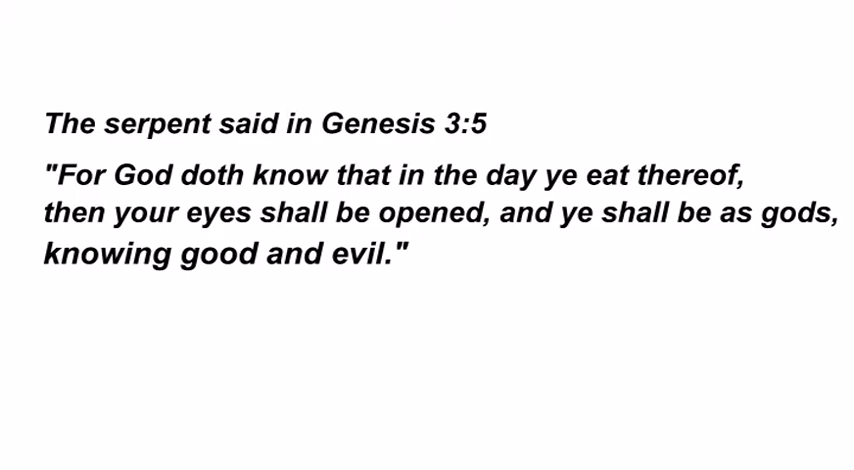 The serpent said in Genesis 3:5
"For God doth know that in the day ye eat thereof,
then your eyes shall be opened, and ye shall be as gods,
knowing good and evil."